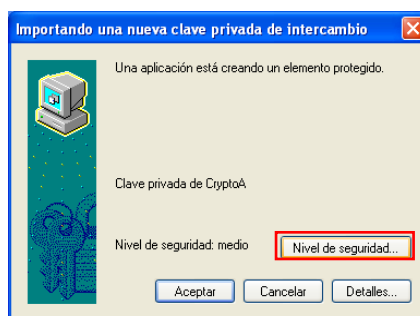 Importando una nueva clave privada de intercambio
Una aplicación está creando un elemento protegido.
Clave privada de CryptoA
Nivel de seguridad: medio
Nivel de seguridad...
Aceptar
Cancelar
Detalles...